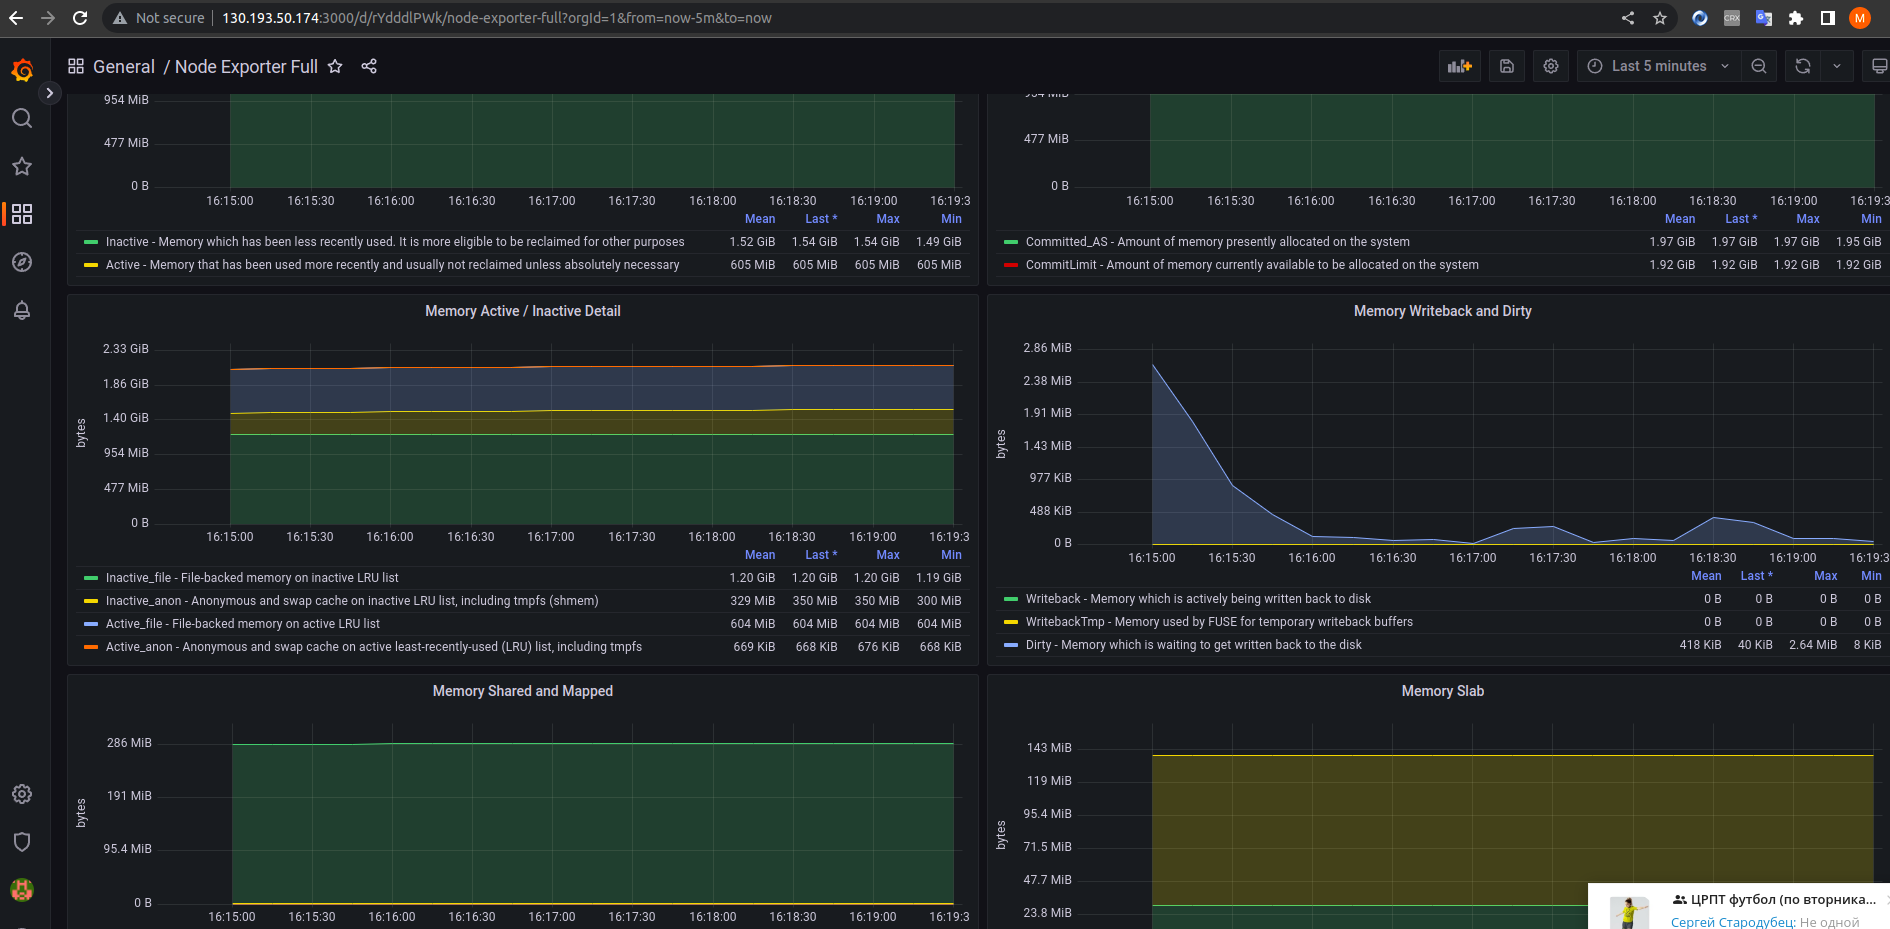 Not secure
130.193.50.174:3000/d/rYdddlPWk/node-exporter-full?orgId=1&from=now-5m&to=now
CRX
M
General / Node Exporter Full
Last 5 minutes
954 MiB
477 MiB
0 B
16:15:00 16:15:30 16:16:00 16:16:30 16:17:00 16:17:30 16:18:00 16:18:30 16:19:00 16:19:3
Mean Last * Max Min
Inactive - Memory which has been less recently used. It is more eligible to be reclaimed for other purposes 1.52 GiB 1.54 GiB 1.54 GiB 1.49 GiB
Active - Memory that has been used more recently and usually not reclaimed unless absolutely necessary 605 MiB 605 MiB 605 MiB 605 MiB
954 MiB
477 MiB
0 B
16:15:00 16:15:30 16:16:00 16:16:30 16:17:00 16:17:30 16:18:00 16:18:30 16:19:00 16:19:3
Mean Last * Max Min
Committed_AS - Amount of memory presently allocated on the system 1.97 GiB 1.97 GiB 1.97 GiB 1.95 GiB
CommitLimit - Amount of memory currently available to be allocated on the system 1.92 GiB 1.92 GiB 1.92 GiB 1.92 GiB
Memory Active / Inactive Detail
bytes
2.33 GiB
1.86 GiB
1.40 GiB
954 MiB
477 MiB
0 B
16:15:00 16:15:30 16:16:00 16:16:30 16:17:00 16:17:30 16:18:00 16:18:30 16:19:00 16:19:3
Mean Last * Max Min
Inactive_file - File-backed memory on inactive LRU list 1.20 GiB 1.20 GiB 1.20 GiB 1.19 GiB
Inactive_anon - Anonymous and swap cache on inactive LRU list, including tmpfs (shmem) 329 MiB 350 MiB 350 MiB 300 MiB
Active_file - File-backed memory on active LRU list 604 MiB 604 MiB 604 MiB 604 MiB
Active_anon - Anonymous and swap cache on active least-recently-used (LRU) list, including tmpfs 669 KiB 668 KiB 676 KiB 668 KiB
Memory Writeback and Dirty
bytes
2.86 MiB
2.38 MiB
1.91 MiB
1.43 MiB
977 KiB
488 KiB
0 B
16:15:00 16:15:30 16:16:00 16:16:30 16:17:00 16:17:30 16:18:00 16:18:30 16:19:00 16:19:3
Mean Last * Max Min
Writeback - Memory which is actively being written back to disk 0 B 0 B 0 B 0 B
WritebackTmp - Memory used by FUSE for temporary writeback buffers 0 B 0 B 0 B 0 B
Dirty - Memory which is waiting to get written back to the disk 418 KiB 40 KiB 2.64 MiB 8 KiB
Memory Shared and Mapped
bytes
286 MiB
191 MiB
95.4 MiB
0 B
16:15:00 16:15:30 16:16:00 16:16:30 16:17:00 16:17:30 16:18:00 16:18:30 16:19:00 16:19:3
Memory Slab
bytes
143 MiB
119 MiB
95.4 MiB
71.5 MiB
47.7 MiB
23.8 MiB
ЦРПТ футбол (по вторника...
Сергей Стародубец: Не одной